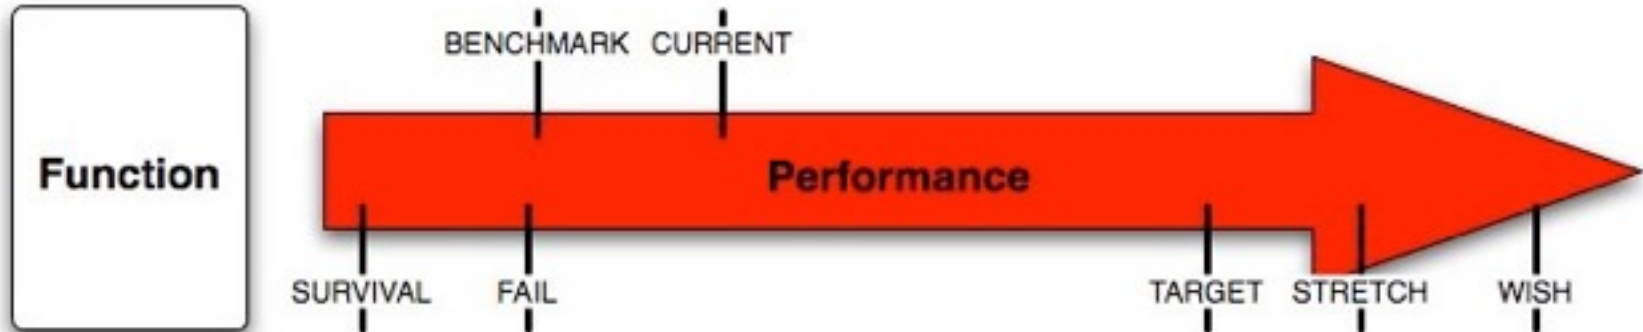 BENCHMARK CURRENT
Function
Performance
SURVIVAL FAIL TARGET STRETCH WISH